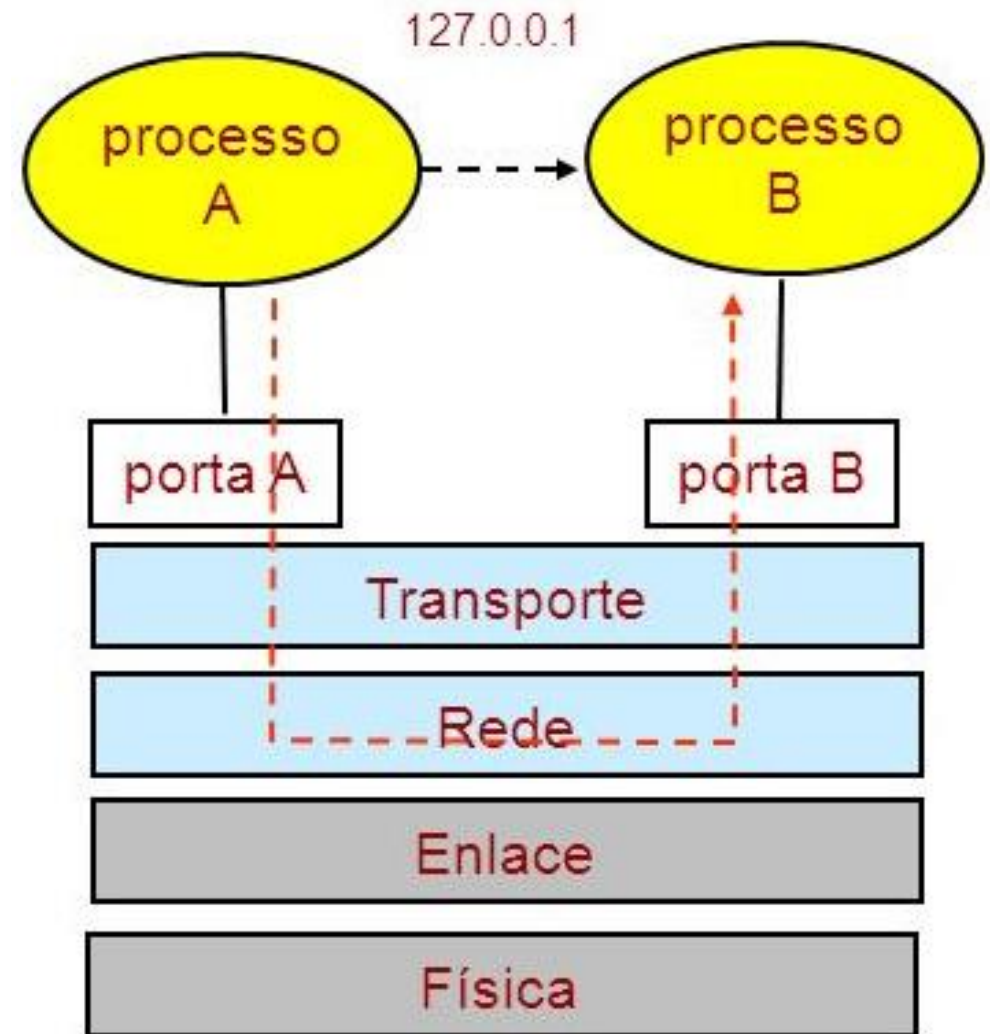 127.0.0.1
processo
A
processo
B
porta A
porta B
Transporte
Rede
Enlace
Física